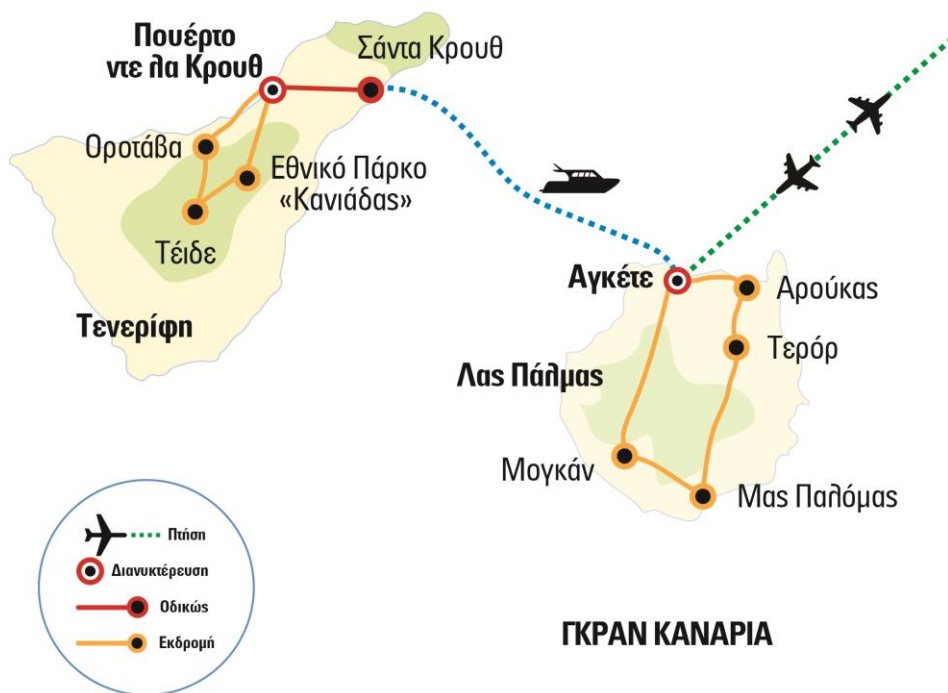 Πουέρτο
ντε λα Κρουθ
Σάντα Κρουθ
Οροτάβα
Εθνικό Πάρκο
«Κανιάδας»
Τέιδε
Τενερίφη
Αγκέτε
Αρούκας
Τερόρ
Λας Πάλμας
Μογκάν
Μας Παλόμας
Πτήση
Διανυκτέρευση
Οδικώς
Εκδρομή
ΓΚΡΑΝ ΚΑΝΑΡΙΑ